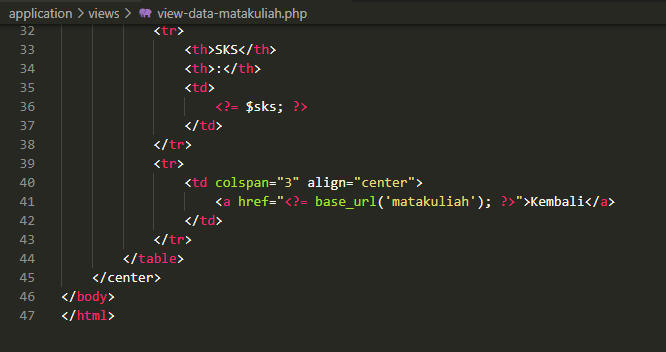 application > views > view-data-matakuliah.php
32 <tr>
33 <th>SKS</th>
34 <th>:</th>
35 <td>
36 <?= $sks; ?>
37 </td>
38 </tr>
39 <tr>
40 <td colspan="3" align="center">
41 <a href="<?= base_url('matakuliah'); ?>">Kembali</a>
42 </td>
43 </tr>
44 </table>
45 </center>
46 </body>
47 </html>